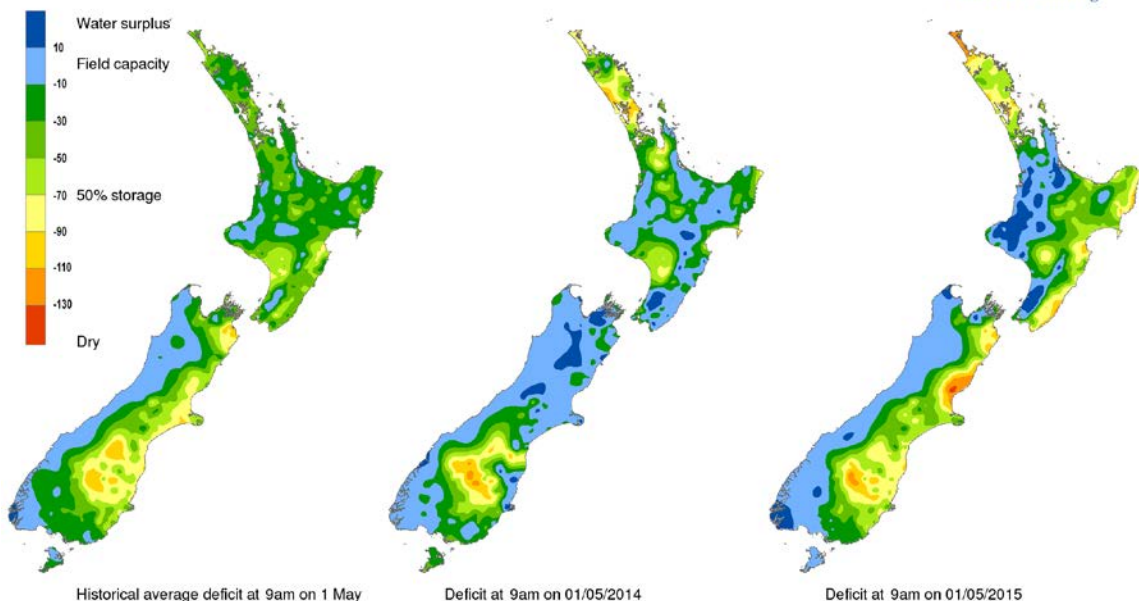 Water surplus
10
Field capacity
-10
-30
-50
50% storage
-70
-90
-110
-130
Dry
Historical average deficit at 9am on 1 May
Deficit at 9am on 01/05/2014
Deficit at 9am on 01/05/2015